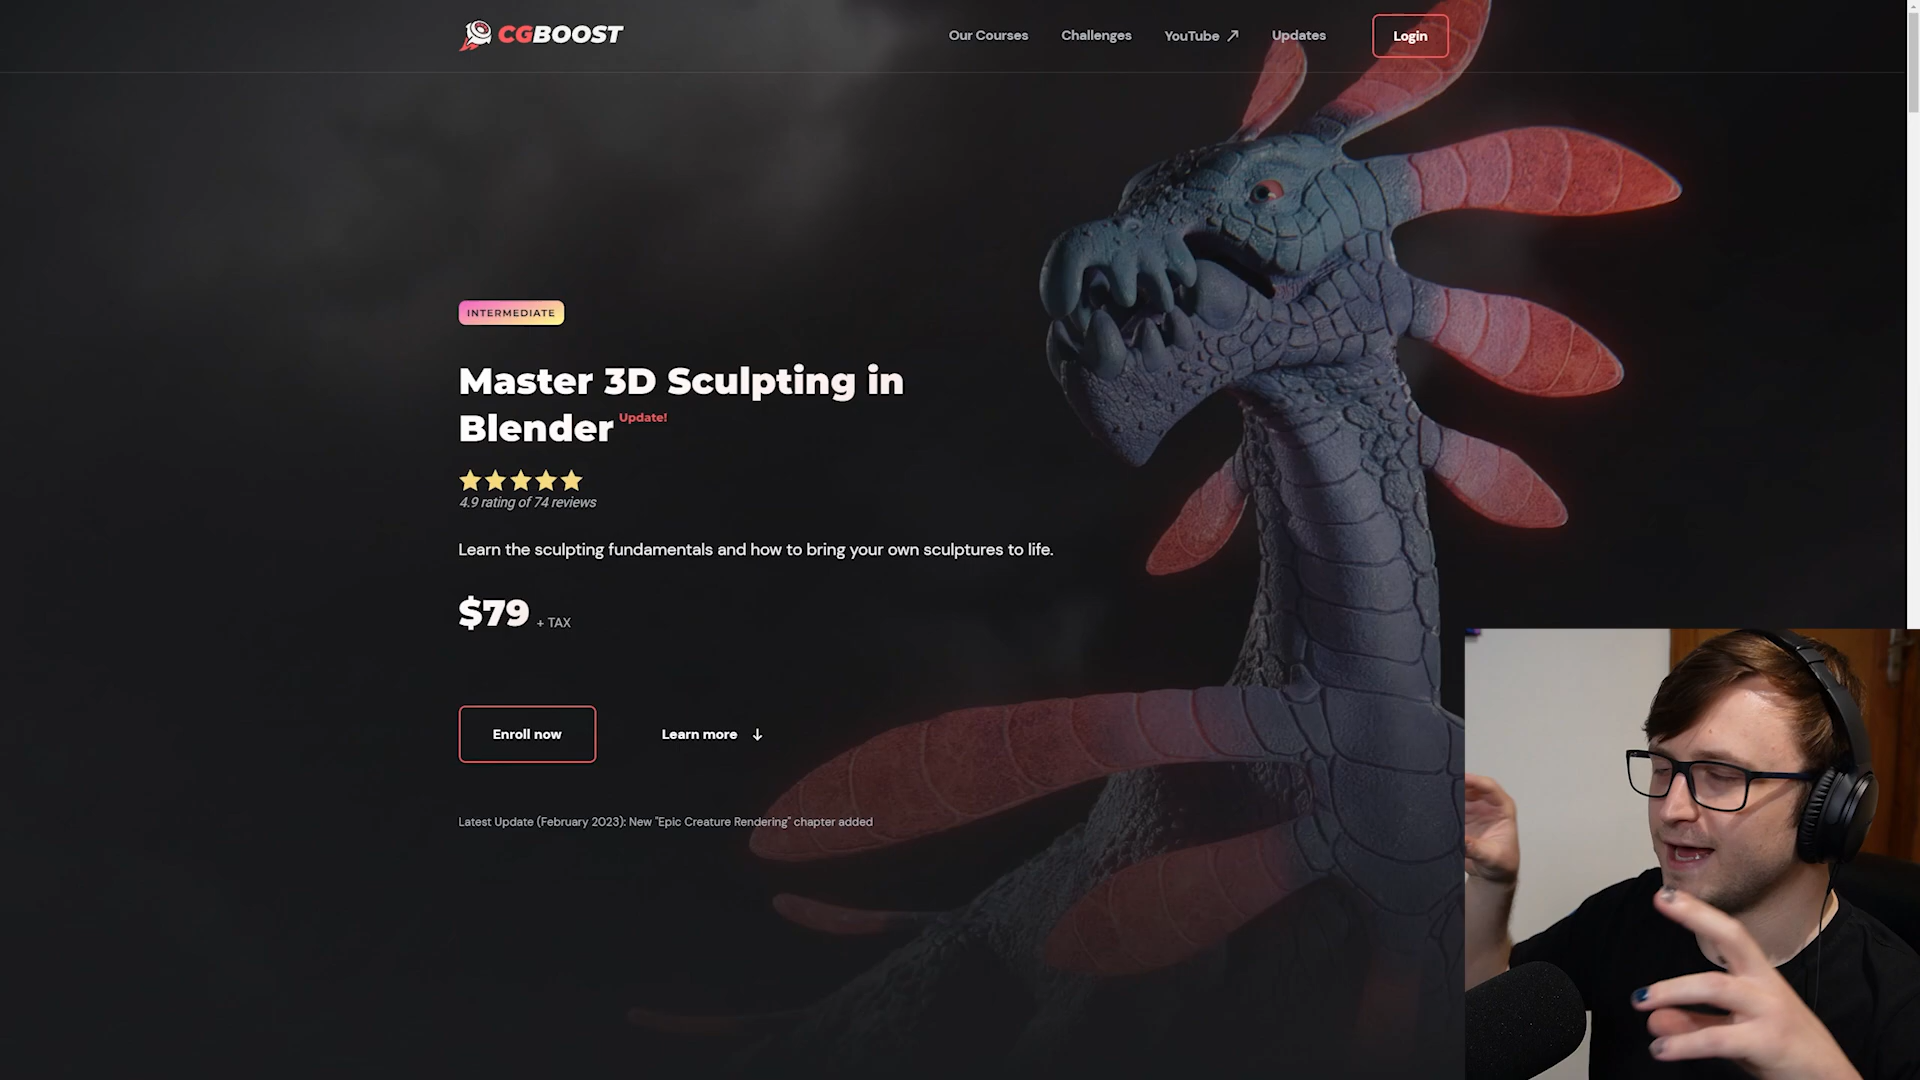 CGBOOST
Our Courses
Challenges
YouTube
Updates
Login
INTERMEDIATE
Master 3D Sculpting in
Blender Update!
4.9 rating of 74 reviews
Learn the sculpting fundamentals and how to bring your own sculptures to life.
$79 + TAX
Enroll now
Learn more
Latest Update (February 2023): New "Epic Creature Rendering" chapter added